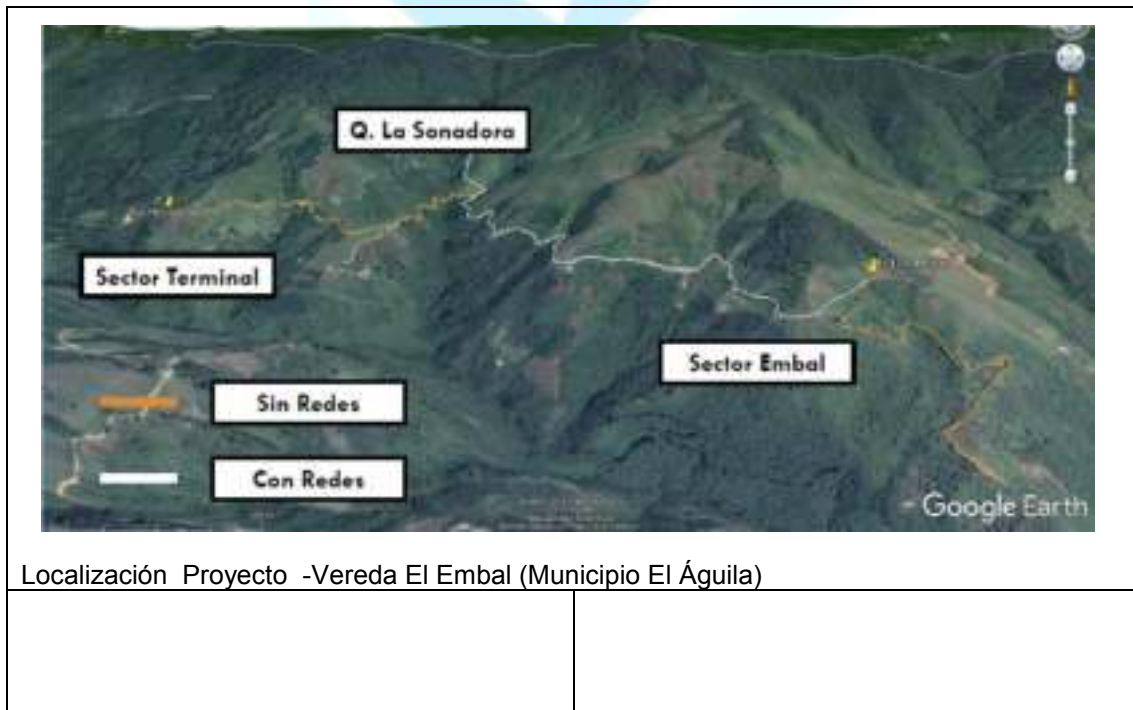 Q. La Sonadora
Sector Terminal
Sector Embal
Sin Redes
Con Redes
Google Earth
Localización Proyecto -Vereda El Embal (Municipio El Águila)